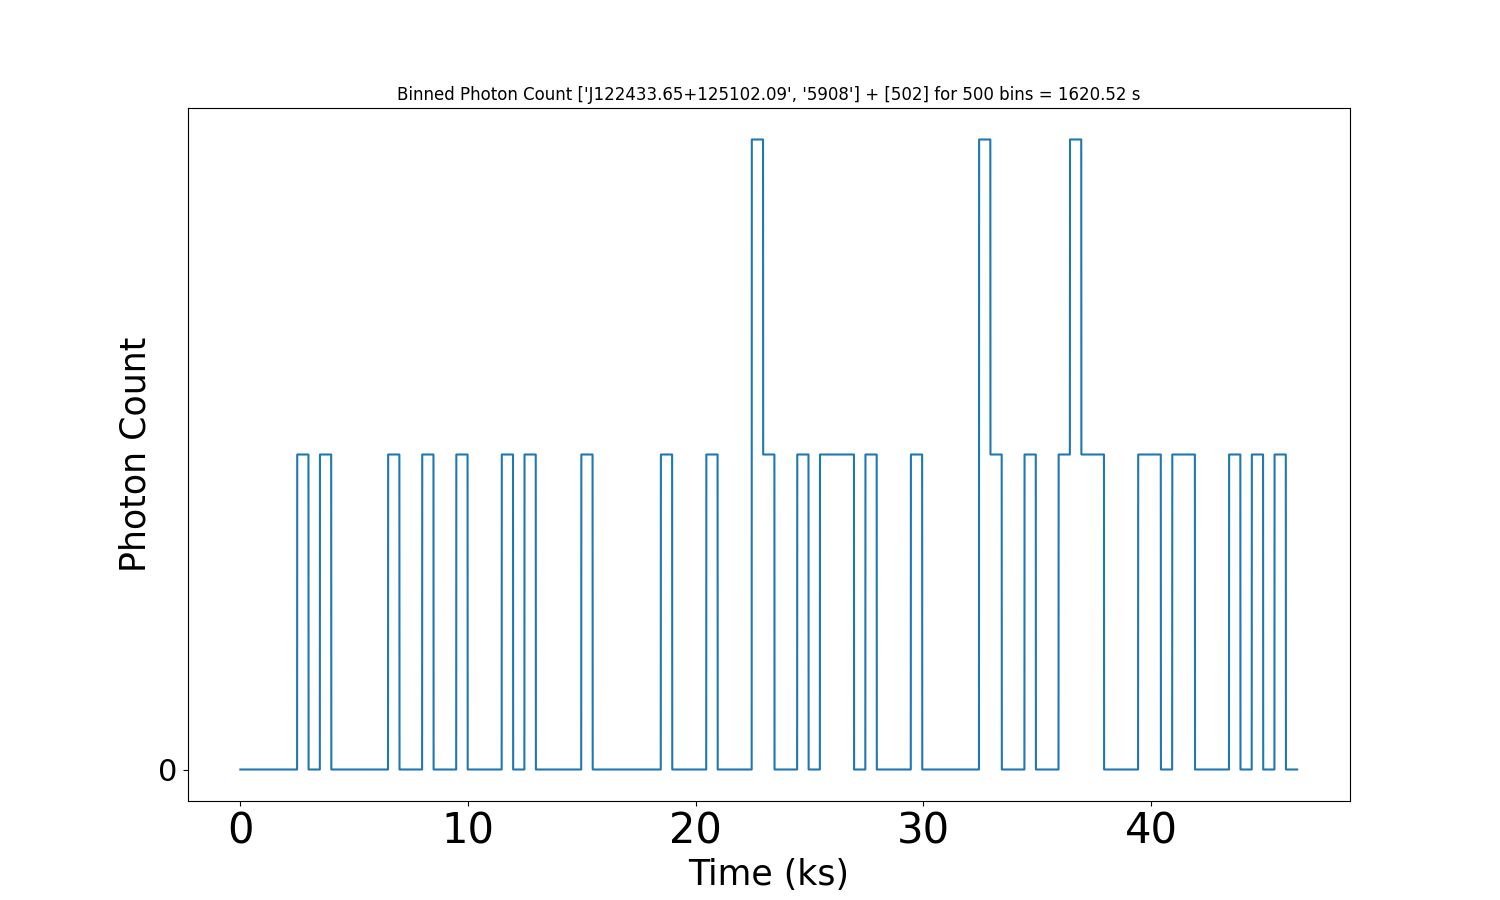 Binned Photon Count ['J122433.65+125102.09', '5908'] + [502] for 500 bins = 1620.52 s
Photon Count
0
0 10 20 30 40
Time (ks)